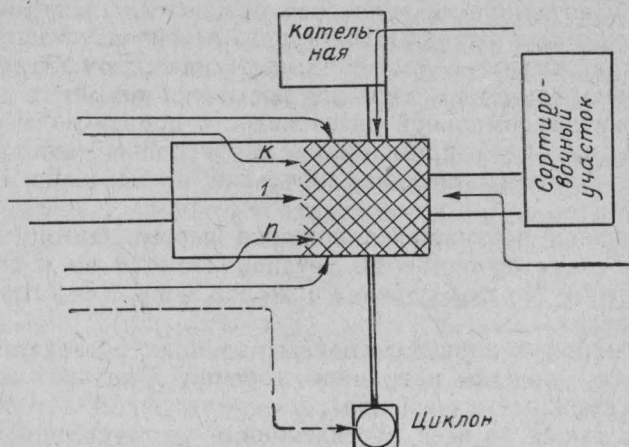 Котель-
ная
Сортиро-
вочный
участок
к
1
п
Циклон